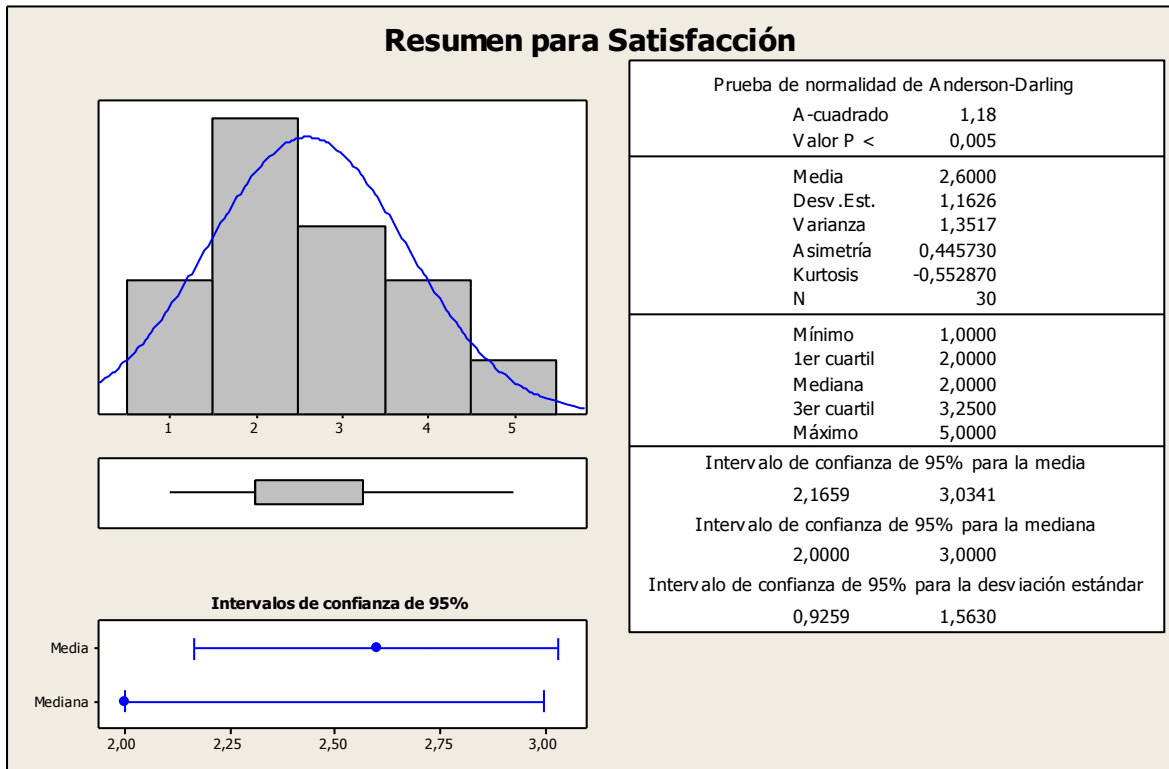 Resumen para Satisfacción
1 2 3 4 5
Intervalos de confianza de 95%
Media
Mediana
2,00 2,25 2,50 2,75 3,00
Prueba de normalidad de Anderson-Darling
A-cuadrado 1,18
Valor P < 0,005
Media 2,6000
Desv.Est. 1,1626
Varianza 1,3517
Asimetría 0,445730
Kurtosis -0,552870
N 30
Mínimo 1,0000
1er cuartil 2,0000
Mediana 2,0000
3er cuartil 3,2500
Máximo 5,0000
Intervalo de confianza de 95% para la media
2,1659 3,0341
Intervalo de confianza de 95% para la mediana
2,0000 3,0000
Intervalo de confianza de 95% para la desviación estándar
0,9259 1,5630